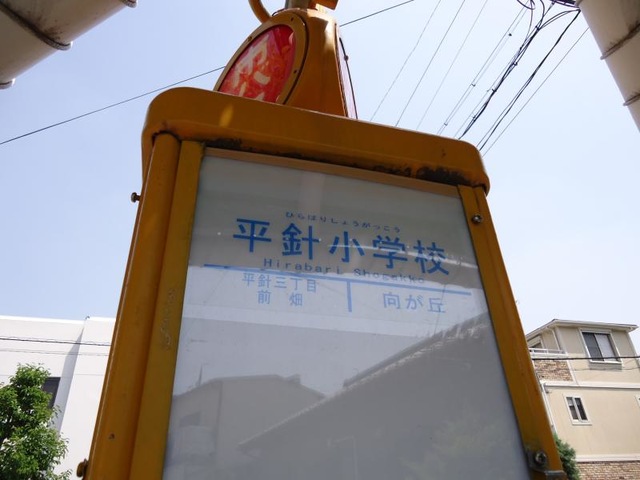 ひらばりしょうがっこう
平針小学校
Hirabari Shogakko
平針三丁目
前畑
向が丘